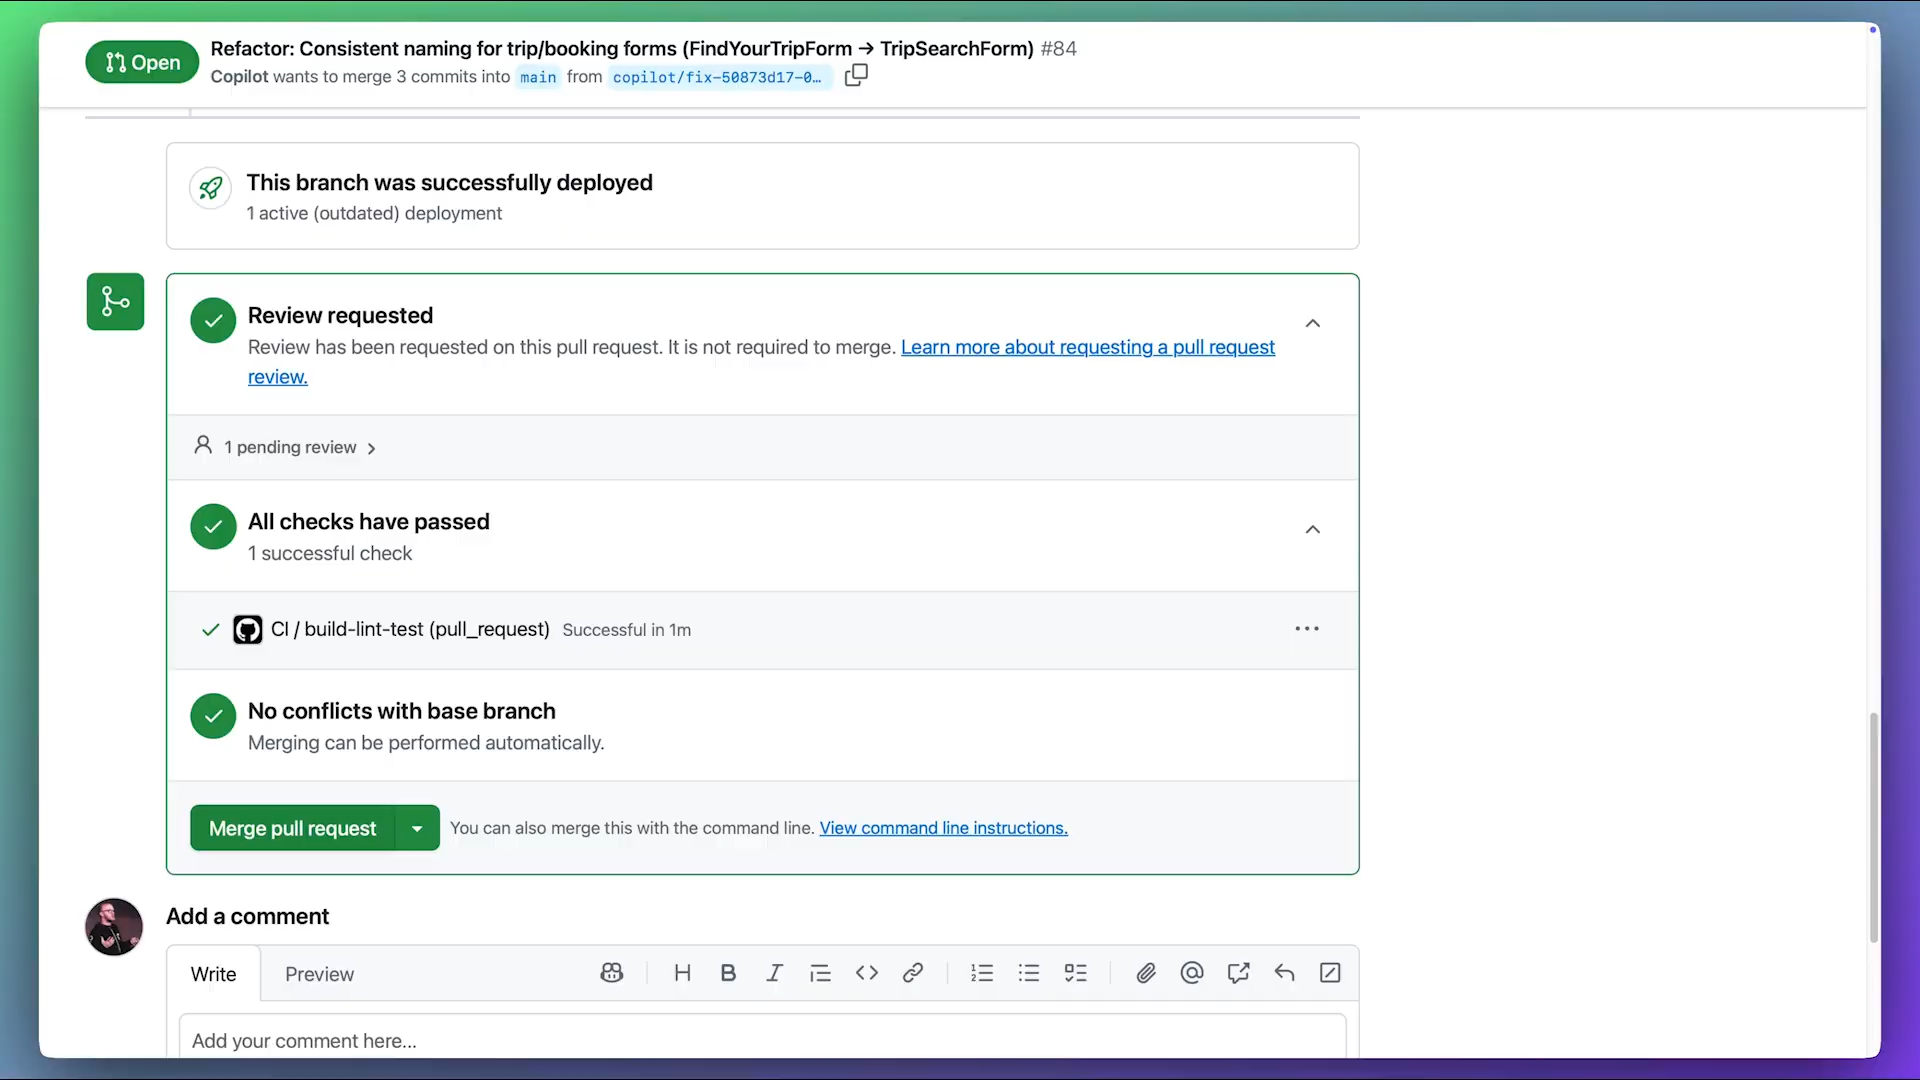 Open
Refactor: Consistent naming for trip/booking forms (FindYourTripForm → TripSearchForm) #84
Copilot wants to merge 3 commits into main from copilot/fix-50873d17-0…
This branch was successfully deployed
1 active (outdated) deployment
Review requested
Review has been requested on this pull request. It is not required to merge. Learn more about requesting a pull request
review.
1 pending review
All checks have passed
1 successful check
CI / build-lint-test (pull_request) Successful in 1m
No conflicts with base branch
Merging can be performed automatically.
Merge pull request You can also merge this with the command line. View command line instructions.
Add a comment
Write Preview
Add your comment here...